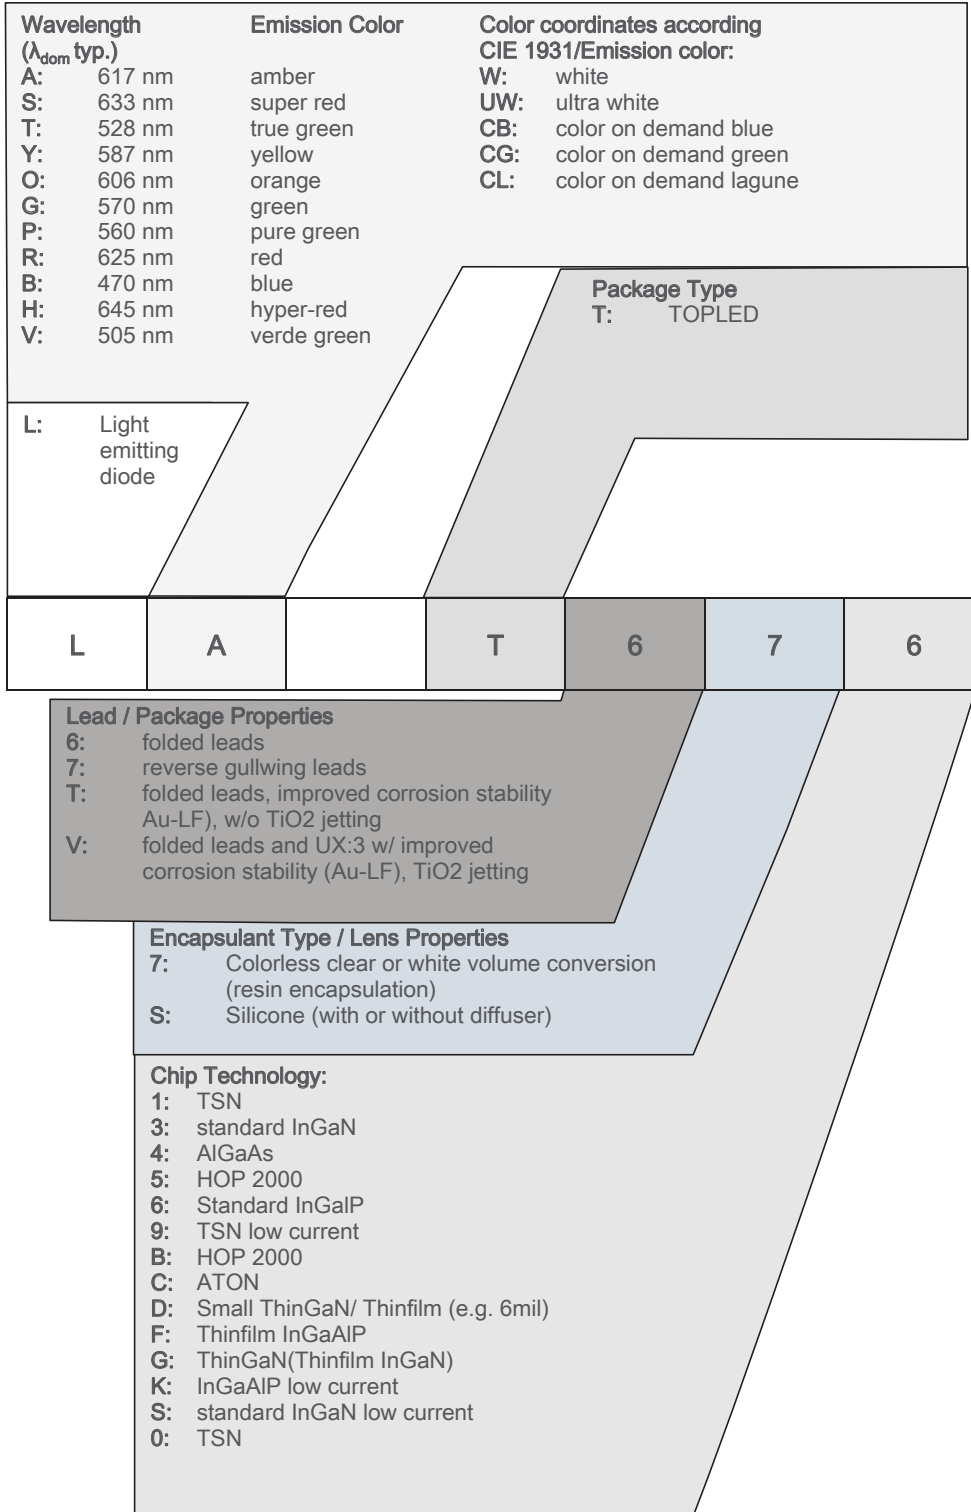 Wavelength Emission Color
(λdom typ.)
A: 617 nm amber
S: 633 nm super red
T: 528 nm true green
Y: 587 nm yellow
O: 606 nm orange
G: 570 nm green
P: 560 nm pure green
R: 625 nm red
B: 470 nm blue
H: 645 nm hyper-red
V: 505 nm verde green
Color coordinates according
CIE 1931/Emission color:
W: white
UW: ultra white
CB: color on demand blue
CG: color on demand green
CL: color on demand lagune
Package Type
T: TOPLED
L: Light
emitting
diode
L A T 6 7 6
Lead / Package Properties
6: folded leads
7: reverse gullwing leads
T: folded leads, improved corrosion stability
Au-LF), w/o TiO2 jetting
V: folded leads and UX:3 w/ improved
corrosion stability (Au-LF), TiO2 jetting
Encapsulant Type / Lens Properties
7: Colorless clear or white volume conversion
(resin encapsulation)
S: Silicone (with or without diffuser)
Chip Technology:
1: TSN
3: standard InGaN
4: AlGaAs
5: HOP 2000
6: Standard InGalP
9: TSN low current
B: HOP 2000
C: ATON
D: Small ThinGaN/ Thinfilm (e.g. 6mil)
F: Thinfilm InGaAlP
G: ThinGaN(Thinfilm InGaN)
K: InGaAlP low current
S: standard InGaN low current
0: TSN